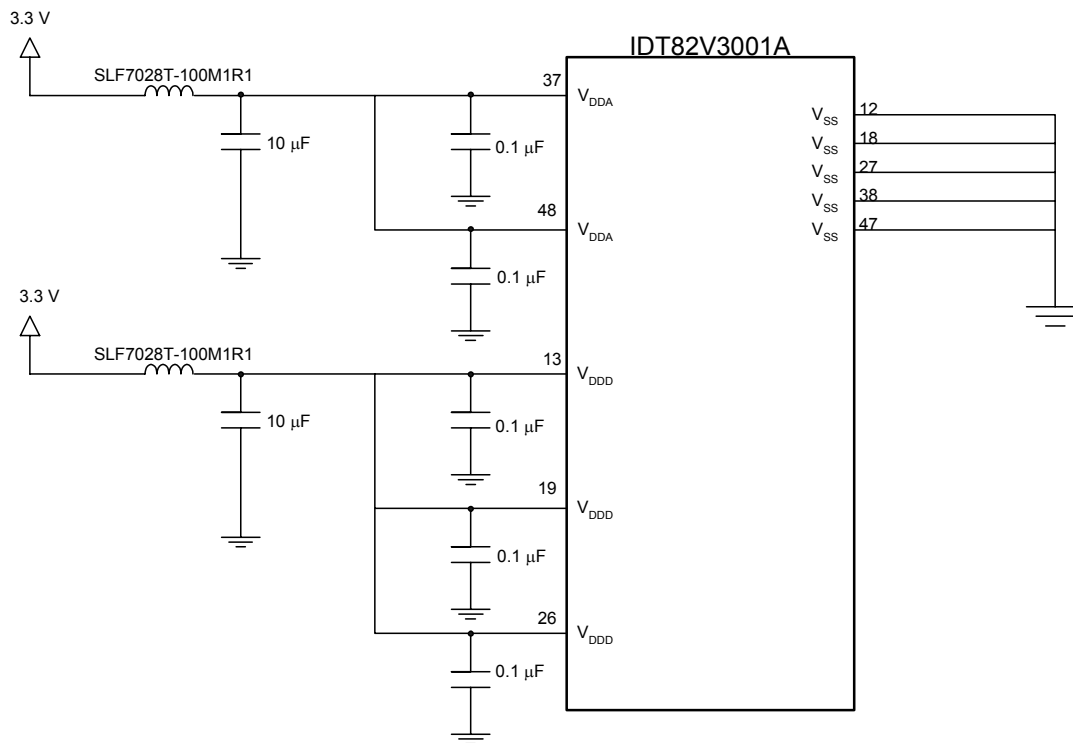 3.3 V
IDT82V3001A
SLF7028T-100M1R1
37
V_DDA
10 μF
0.1 μF
48
V_DDA
0.1 μF
V_SS 12
V_SS 18
V_SS 27
V_SS 38
V_SS 47
3.3 V
SLF7028T-100M1R1
13
V_DDD
10 μF
0.1 μF
19
V_DDD
0.1 μF
26
V_DDD
0.1 μF